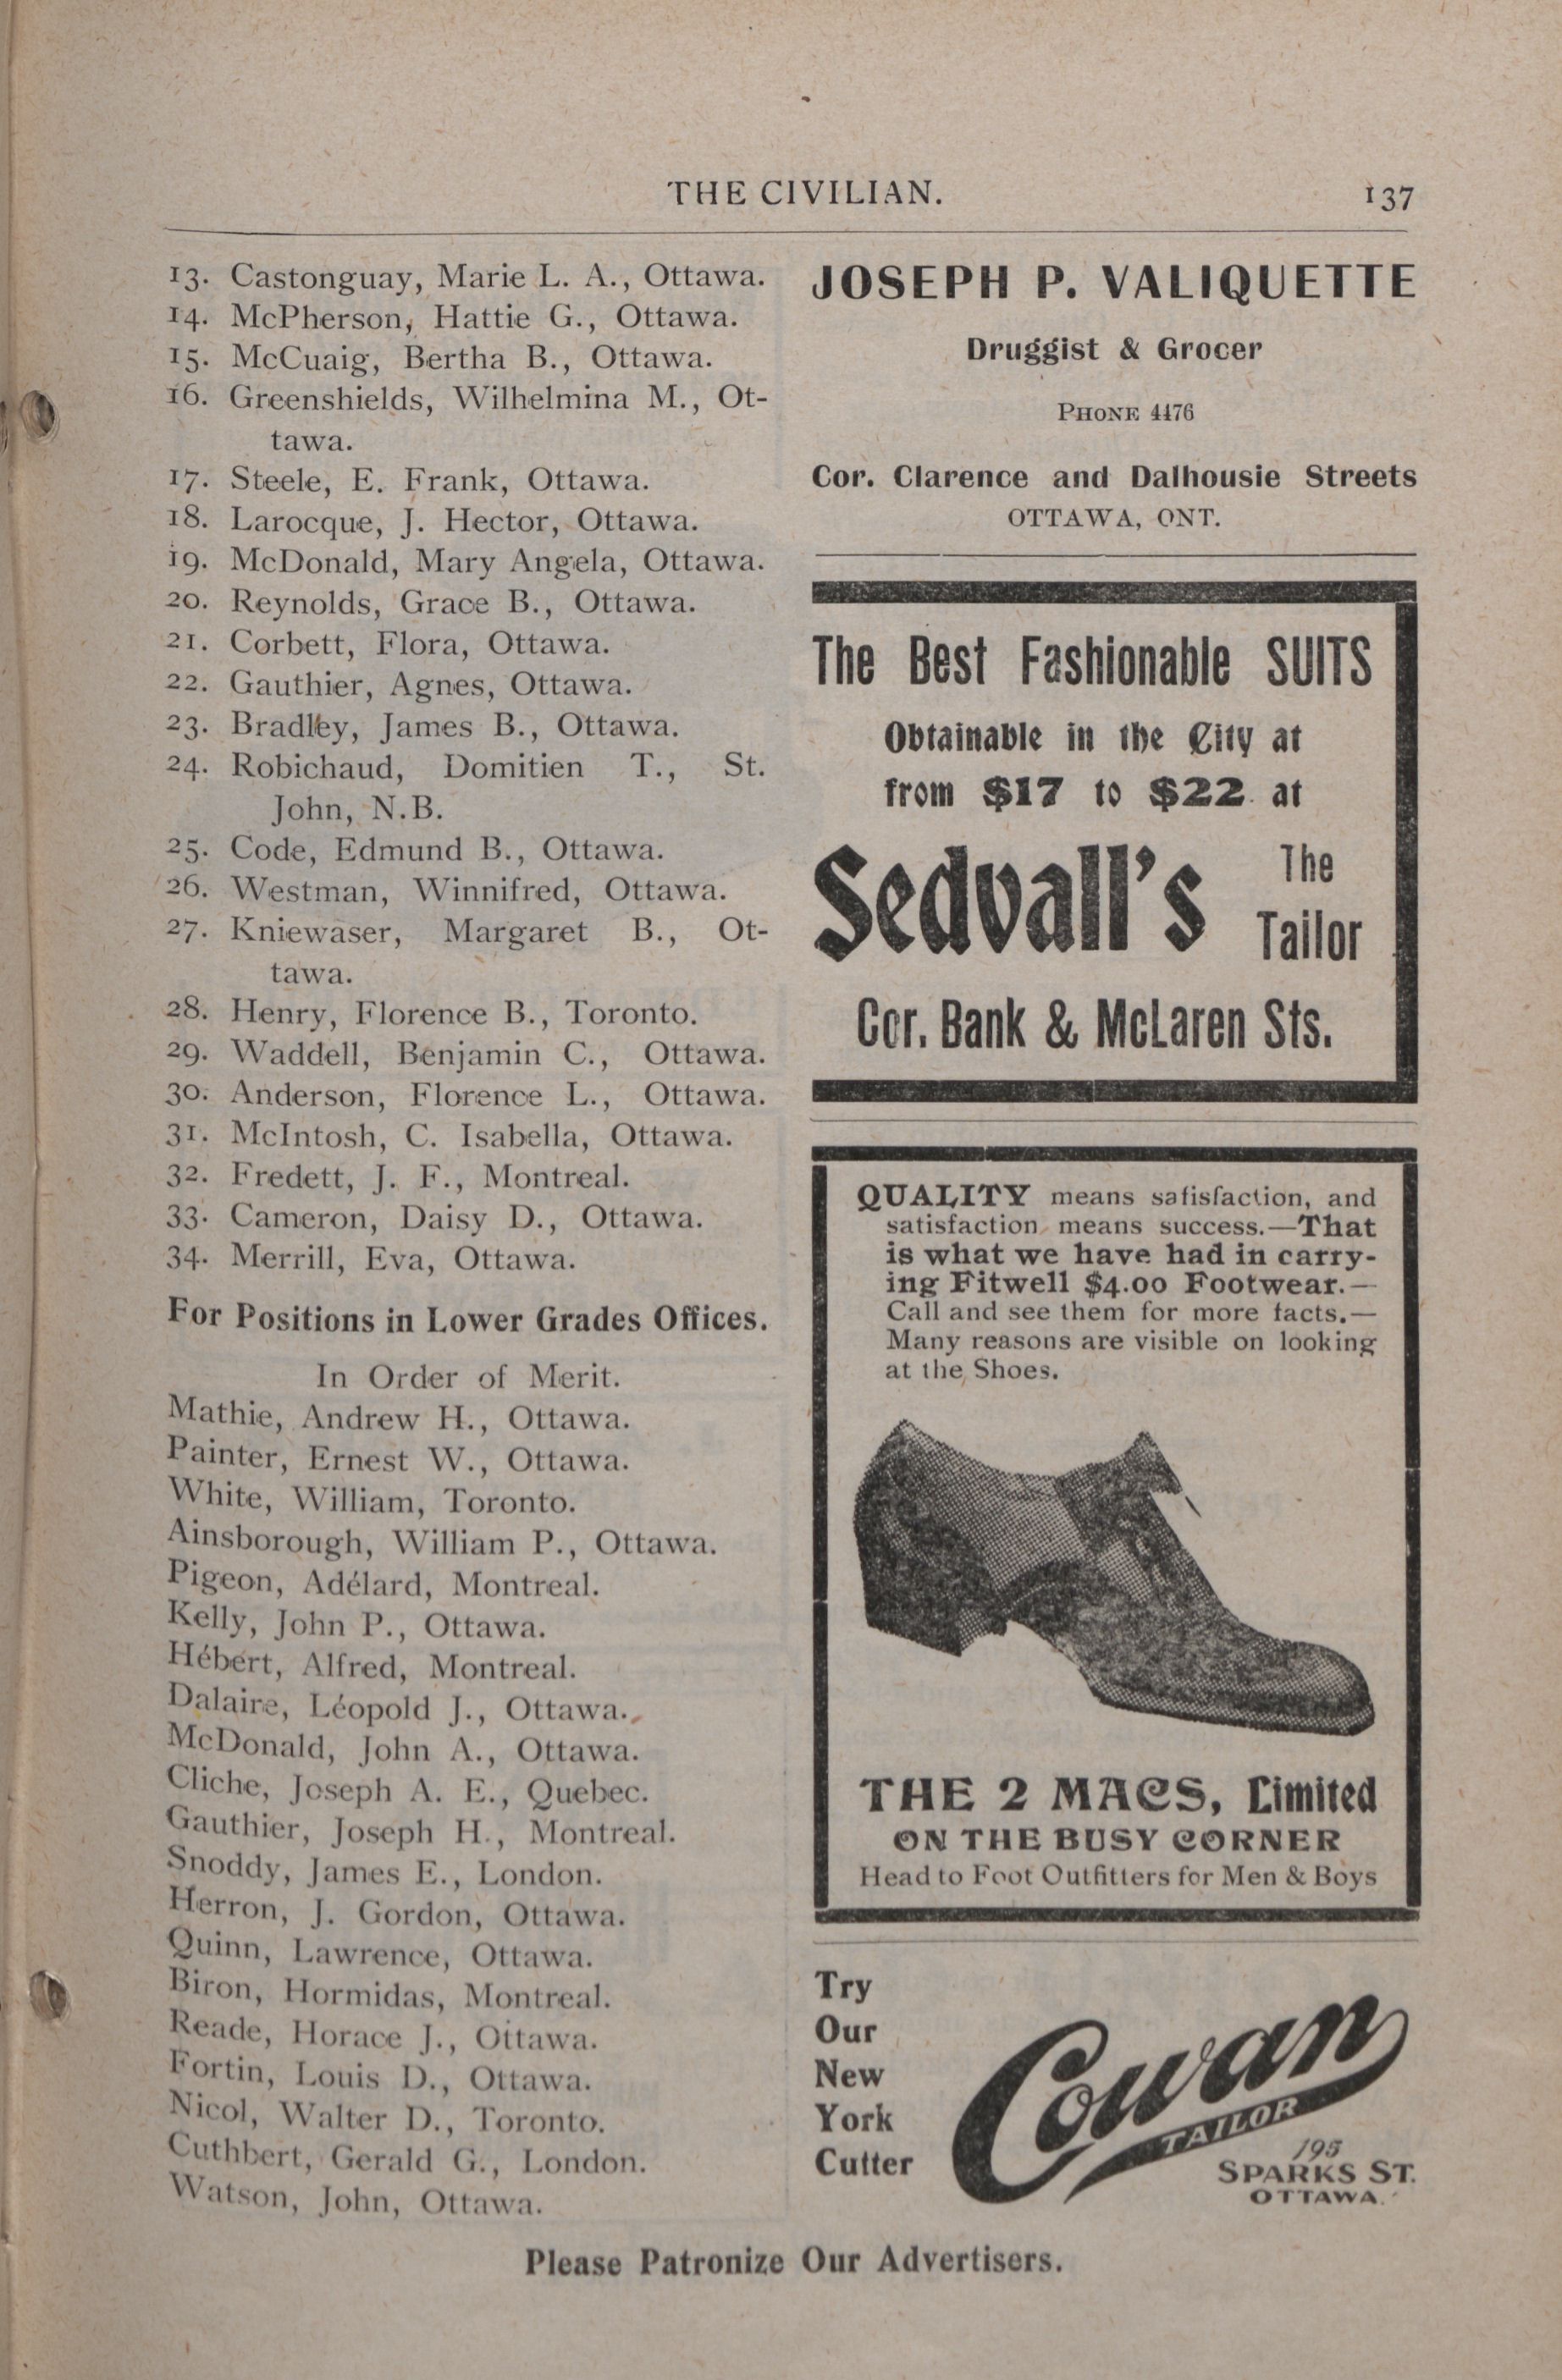 THE CIVILIAN.
137
13. Castonguay, Marie L. A., Ottawa.
14. McPherson, Hattie G., Ottawa.
15. McCuaig, Bertha B., Ottawa.
16. Greenshields, Wilhelmina M., Ot-
tawa.
17. Steele, E. Frank, Ottawa.
18. Larocque, J. Hector, Ottawa.
19. McDonald, Mary Angela, Ottawa.
20. Reynolds, Grace B., Ottawa.
21. Corbett, Flora, Ottawa.
22. Gauthier, Agnes, Ottawa.
23. Bradley, James B., Ottawa.
24. Robichaud, Domitien T., St.
John, N.B.
25. Code, Edmund B., Ottawa.
26. Westman, Winnifred, Ottawa.
27. Kniewaser, Margaret B., Ot-
tawa.
28. Henry, Florence B., Toronto.
29. Waddell, Benjamin C., Ottawa.
30. Anderson, Florence L., Ottawa.
31. McIntosh, C. Isabella, Ottawa.
32. Fredett, J. F., Montreal.
33. Cameron, Daisy D., Ottawa.
34. Merrill, Eva, Ottawa.
For Positions in Lower Grades Offices.
In Order of Merit.
Mathie, Andrew H., Ottawa.
Painter, Ernest W., Ottawa.
White, William, Toronto.
Ainsborough, William P., Ottawa.
Pigeon, Adélard, Montreal.
Kelly, John P., Ottawa.
Hébert, Alfred, Montreal.
Dalaire, Léopold J., Ottawa.
McDonald, John A., Ottawa.
Cliche, Joseph A. E., Quebec.
Gauthier, Joseph H., Montreal.
Snoddy, James E., London.
Herron, J. Gordon, Ottawa.
Quinn, Lawrence, Ottawa.
Biron, Hormidas, Montreal.
Reade, Horace J., Ottawa.
Fortin, Louis D., Ottawa.
Nicol, Walter D., Toronto.
Cuthbert, Gerald G., London.
Watson, John, Ottawa.
JOSEPH P. VALIQUETTE
Druggist & Grocer
PHONE 4476
Cor. Clarence and Dalhousie Streets
OTTAWA, ONT.
The Best Fashionable SUITS
Obtainable in the City at
from $17 to $22 at
Sedvall's The
Tailor
Cor. Bank & McLaren Sts.
QUALITY means satisfaction, and
satisfaction means success.—That
is what we have had in carry-
ing Fitwell $4.00 Footwear.—
Call and see them for more facts.—
Many reasons are visible on looking
at the Shoes.
THE 2 MACS, Limited
ON THE BUSY CORNER
Head to Foot Outfitters for Men & Boys
Try
Our
New
York
Cutter
Cowan
TAILOR
195
SPARKS ST.
OTTAWA.
Please Patronize Our Advertisers.